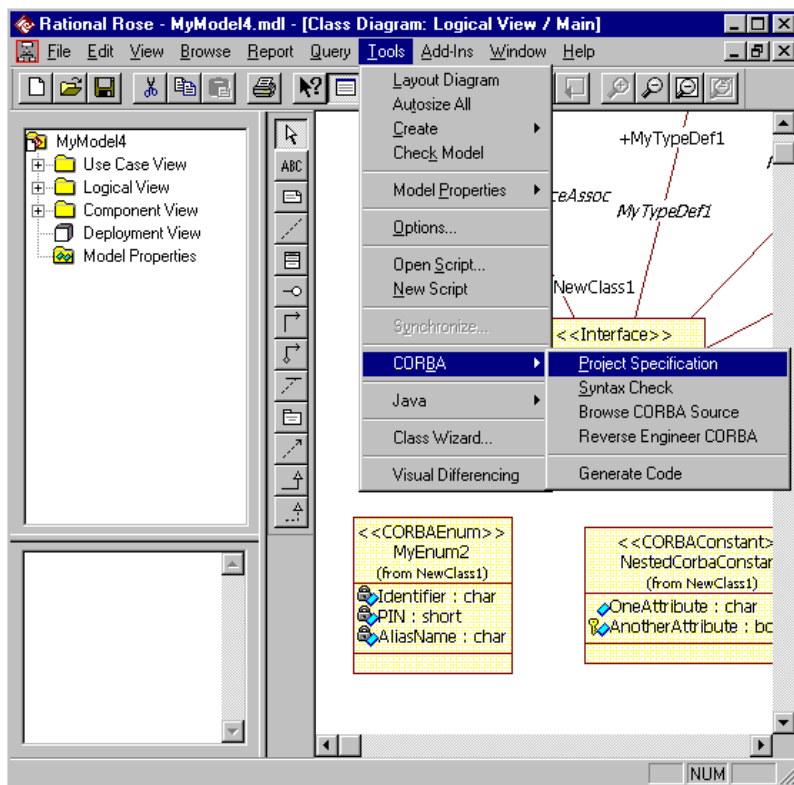 Rational Rose - MyModel4.mdl - [Class Diagram: Logical View / Main]
File Edit View Browse Report Query Tools Add-Ins Window Help
Layout Diagram
Autosize All
Create
Check Model
Model Properties
Options...
Open Script...
New Script
Synchronize...
CORBA
Java
Class Wizard...
Visual Differencing
Project Specification
Syntax Check
Browse CORBA Source
Reverse Engineer CORBA
Generate Code
MyModel4
Use Case View
Logical View
Component View
Deployment View
Model Properties
ABC
+MyTypeDef1
ceAssoc
MyTypeDef1
NewClass1
<<Interface>>
<<CORBAEnum>>
MyEnum2
(from NewClass1)
Identifier : char
PIN : short
AliasName : char
<<CORBAConstant>
NestedCorbaConstan
(from NewClass1)
OneAttribute : char
AnotherAttribute : bo
NUM